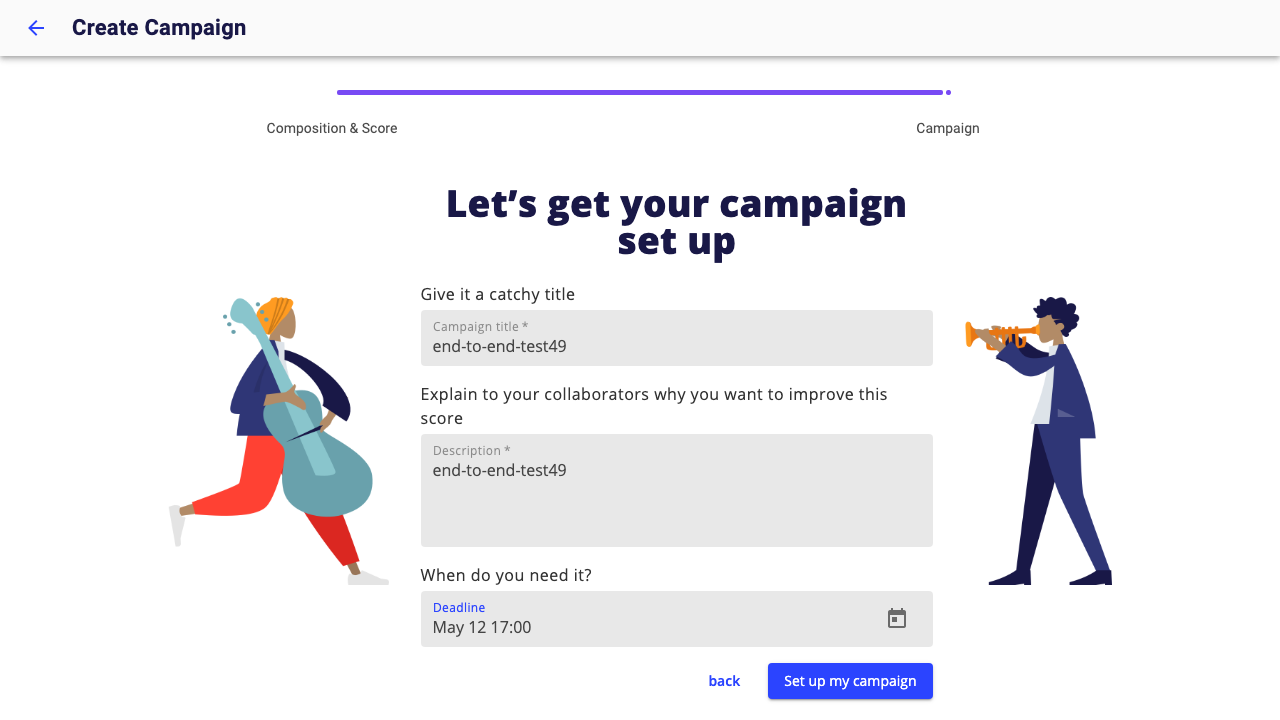 Create Campaign
Composition & Score
Campaign
Let’s get your campaign
set up
Give it a catchy title
Campaign title *
end-to-end-test49
Explain to your collaborators why you want to improve this
score
Description *
end-to-end-test49
When do you need it?
Deadline
May 12 17:00
back
Set up my campaign